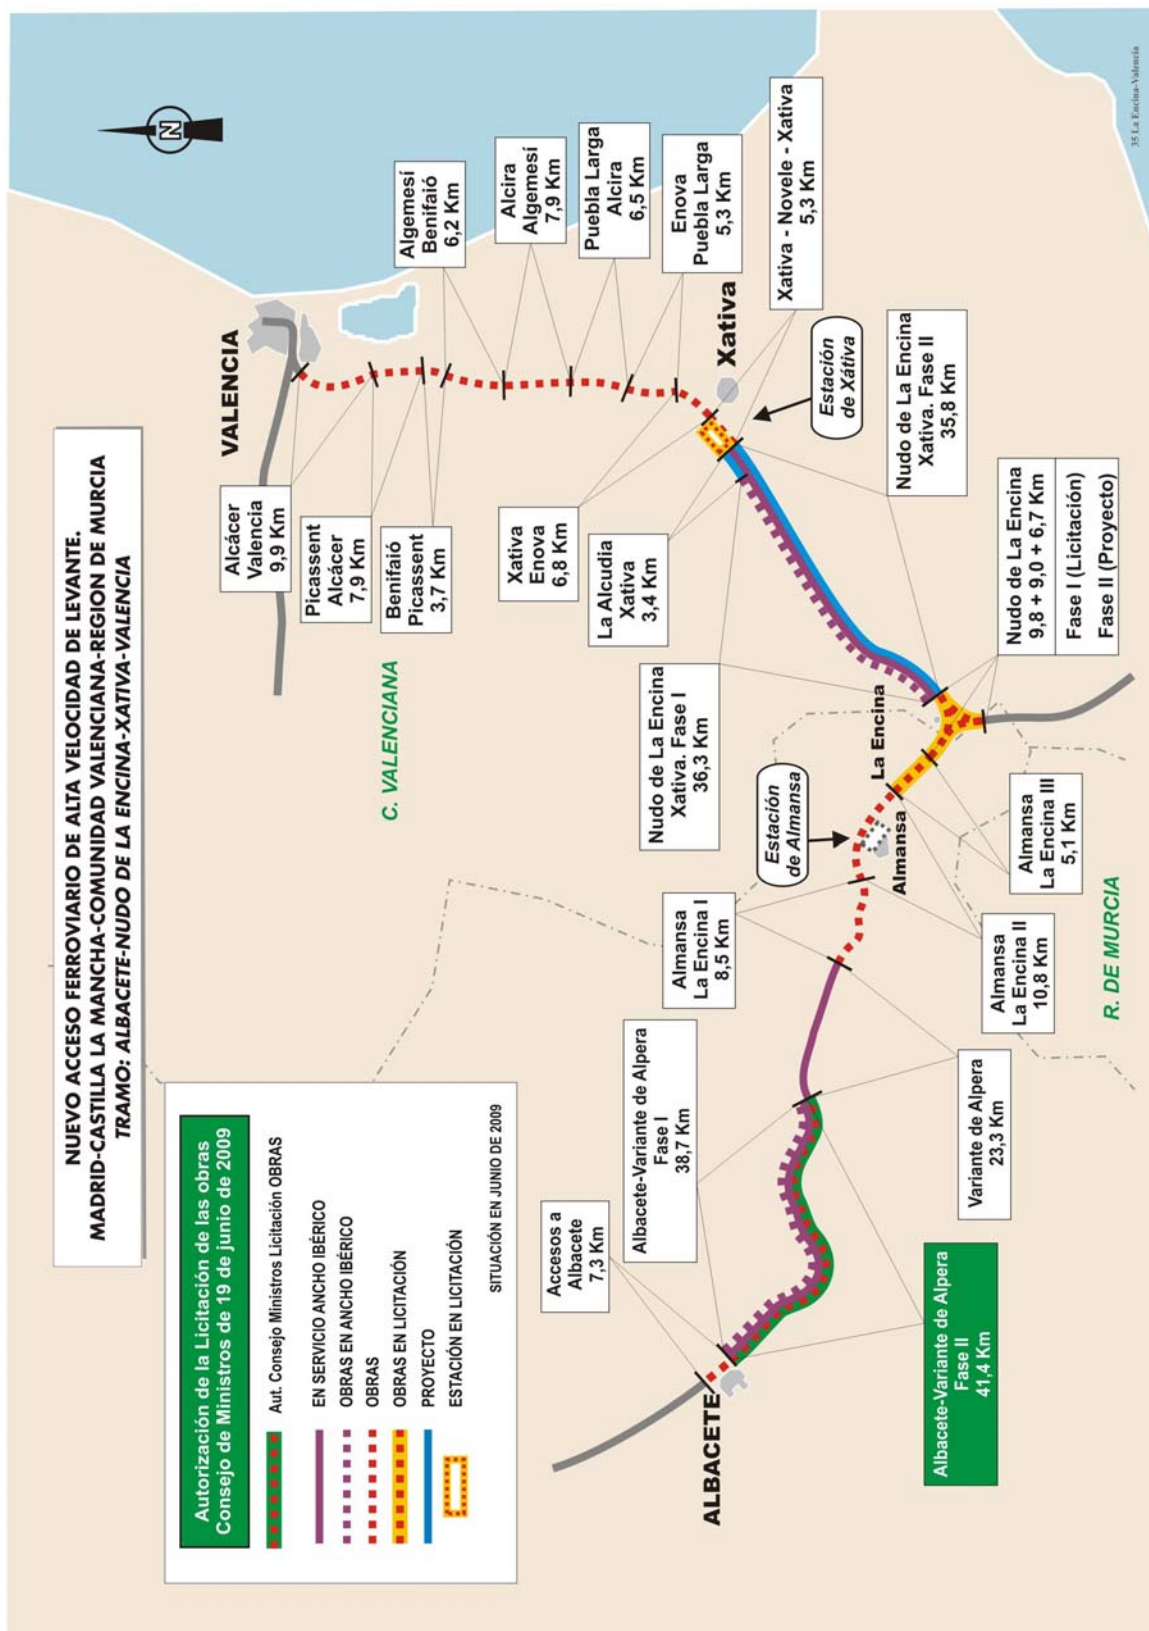 NUEVO ACCESO FERROVIARIO DE ALTA VELOCIDAD DE LEVANTE.
MADRID-CASTILLA LA MANCHA-COMUNIDAD VALENCIANA-REGION DE MURCIA
TRAMO: ALBACETE-NUDO DE LA ENCINA-XATIVA-VALENCIA
Autorización de la Licitación de las obras
Consejo de Ministros de 19 de junio de 2009
Aut. Consejo Ministros Licitación OBRAS
EN SERVICIO ANCHO IBÉRICO
OBRAS EN ANCHO IBÉRICO
OBRAS
OBRAS EN LICITACIÓN
PROYECTO
ESTACIÓN EN LICITACIÓN
SITUACIÓN EN JUNIO DE 2009
N
VALENCIA
Alcácer
Valencia
9,9 Km
Picassent
Alcácer
7,9 Km
Benifaió
Picassent
3,7 Km
Algemesí
Benifaió
6,2 Km
Alcira
Algemesí
7,9 Km
Puebla Larga
Alcira
6,5 Km
Enova
Puebla Larga
5,3 Km
Xativa
Enova
6,8 Km
Xativa
Xativa - Novele - Xativa
5,3 Km
La Alcudia
Xativa
3,4 Km
Estación
de Xátiva
C. VALENCIANA
Nudo de La Encina
Xativa. Fase I
36,3 Km
Nudo de La Encina
Xativa. Fase II
35,8 Km
La Encina
Nudo de La Encina
9,8 + 9,0 + 6,7 Km
Fase I (Licitación)
Fase II (Proyecto)
Estación
de Almansa
Almansa
Almansa
La Encina I
8,5 Km
Almansa
La Encina III
5,1 Km
Almansa
La Encina II
10,8 Km
R. DE MURCIA
Albacete-Variante de Alpera
Fase I
38,7 Km
Variante de Alpera
23,3 Km
Accesos a
Albacete
7,3 Km
ALBACETE
Albacete-Variante de Alpera
Fase II
41,4 Km
35 La Encina-Valencia